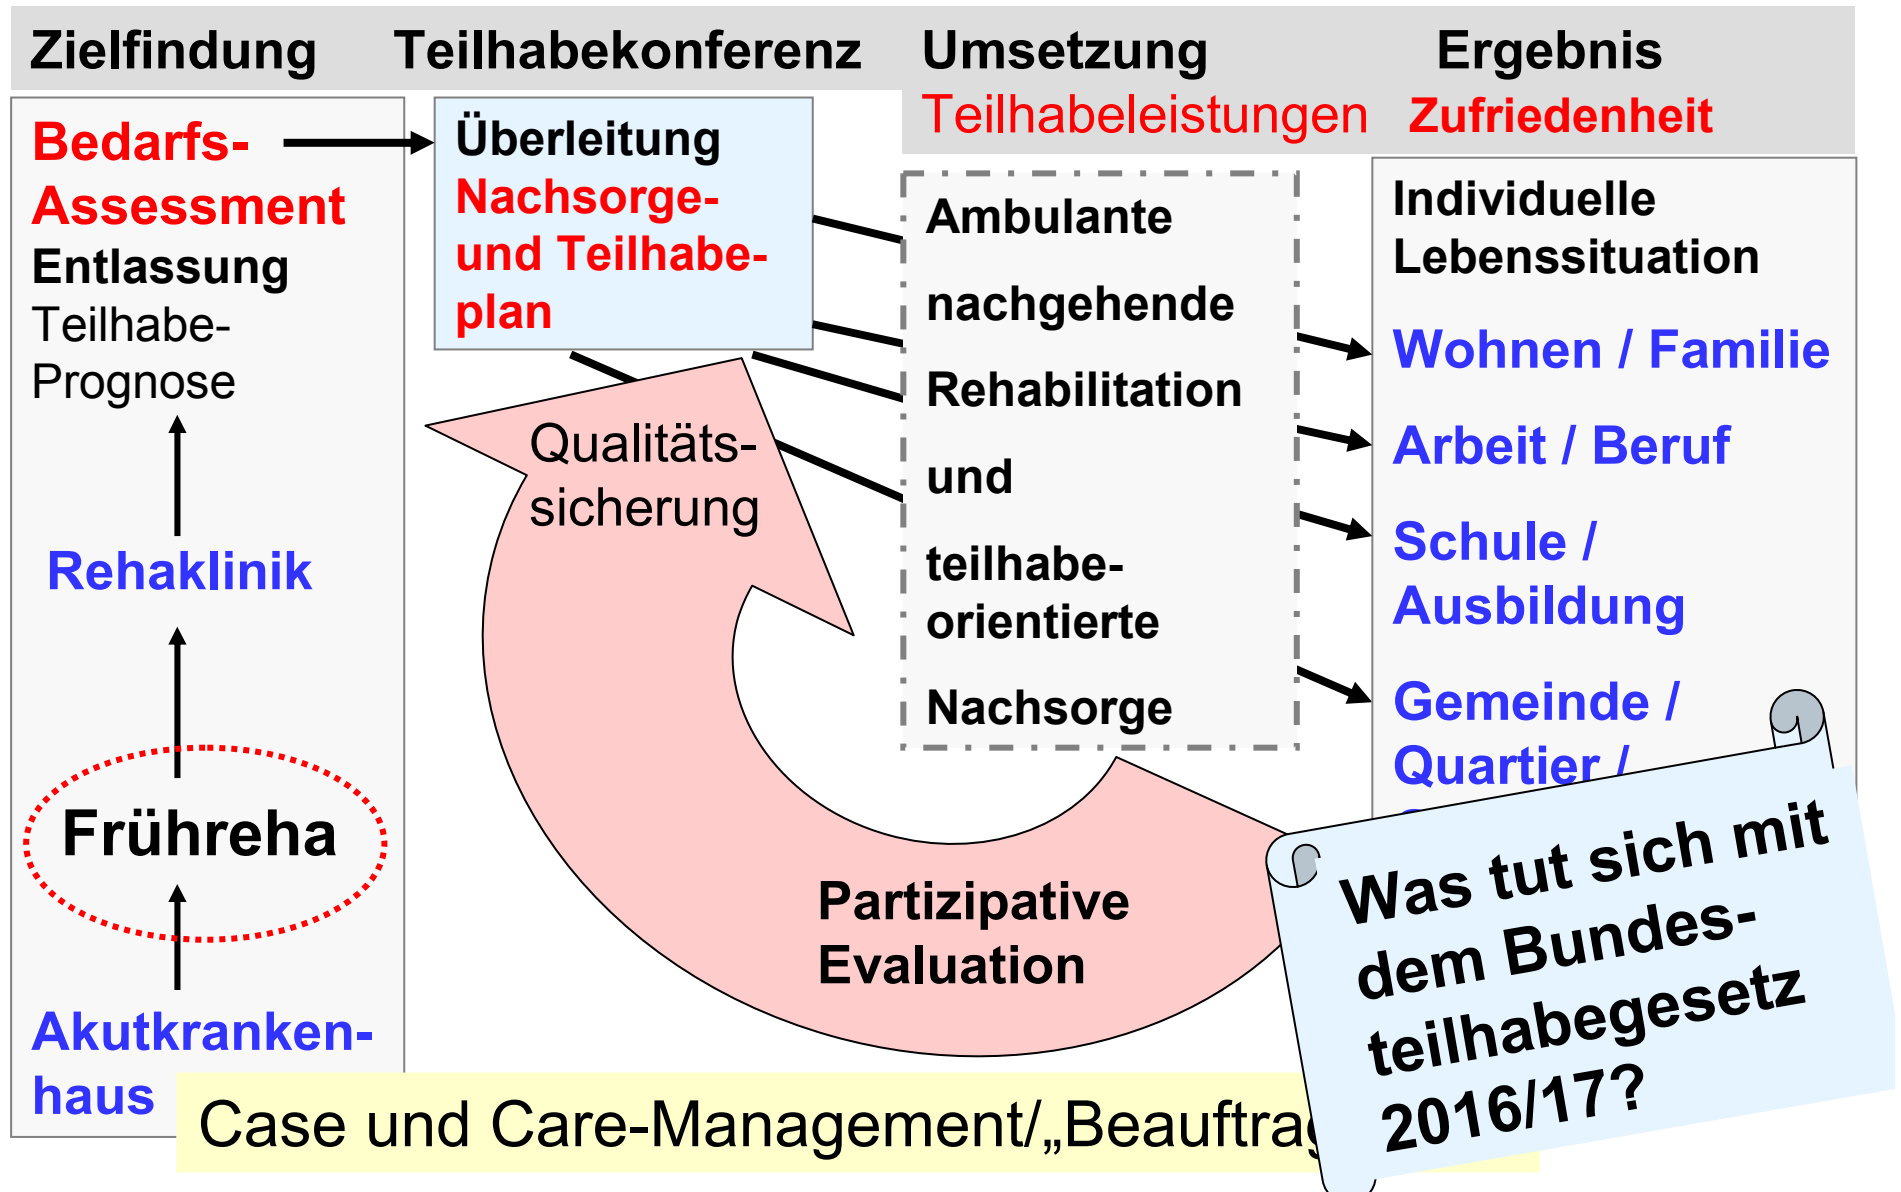 Zielfindung
Teilhabekonferenz
Umsetzung
Teilhabeleistungen
Ergebnis
Zufriedenheit
Bedarfs-
Assessment
Entlassung
Teilhabe-
Prognose
Rehaklinik
Frühreha
Akutkranken-
haus
Überleitung
Nachsorge-
und Teilhabe-
plan
Qualitäts-
sicherung
Partizipative
Evaluation
Ambulante
nachgehende
Rehabilitation
und
teilhabe-
orientierte
Nachsorge
Individuelle
Lebenssituation
Wohnen / Familie
Arbeit / Beruf
Schule /
Ausbildung
Gemeinde /
Quartier /
Case und Care-Management/„
Was tut sich mit
dem Bundes-
teilhabegesetz
2016/17?